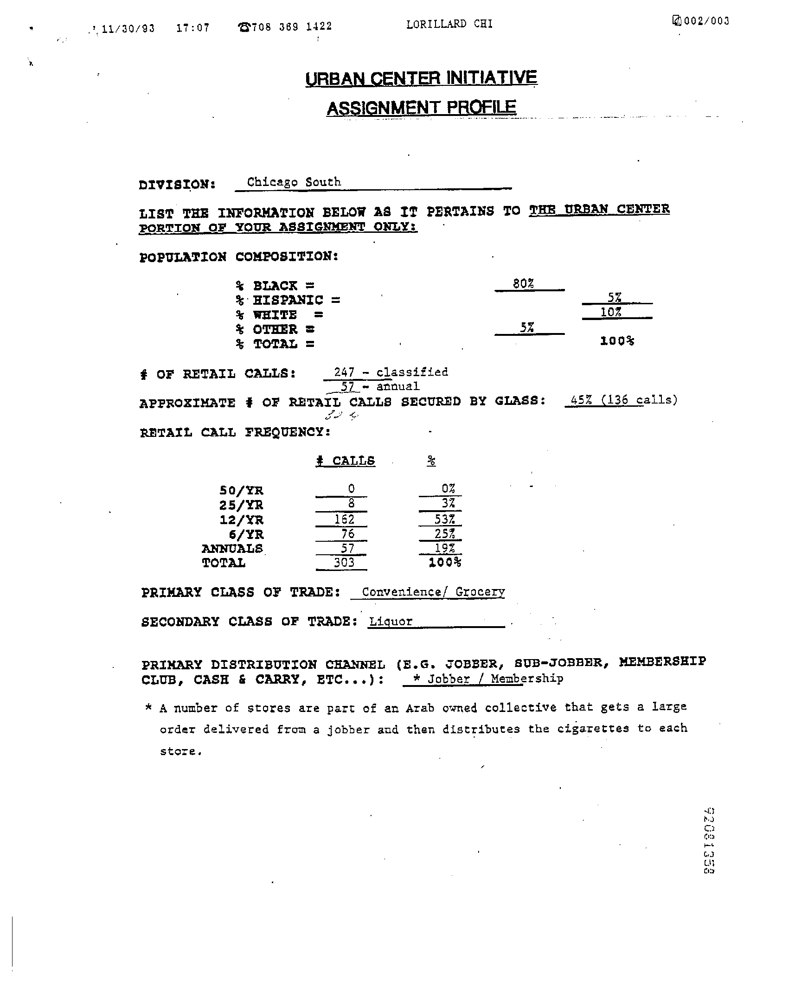 11/30/93 17:07 ☎708 369 1422 LORILLARD CHI 002/003
URBAN CENTER INITIATIVE
ASSIGNMENT PROFILE
DIVISION: Chicago South
LIST THE INFORMATION BELOW AS IT PERTAINS TO THE URBAN CENTER
PORTION OF YOUR ASSIGNMENT ONLY:
POPULATION COMPOSITION:
% BLACK = 80%
% HISPANIC = 5%
% WHITE = 10%
% OTHER = 5%
% TOTAL = 100%
# OF RETAIL CALLS: 247 - classified
57 - annual
APPROXIMATE # OF RETAIL CALLS SECURED BY GLASS: 45% (136 calls)
RETAIL CALL FREQUENCY:
# CALLS %
50/YR 0 0%
25/YR 8 3%
12/YR 162 53%
6/YR 76 25%
ANNUALS 57 19%
TOTAL 303 100%
PRIMARY CLASS OF TRADE: Convenience/ Grocery
SECONDARY CLASS OF TRADE: Liquor
PRIMARY DISTRIBUTION CHANNEL (E.G. JOBBER, SUB-JOBBER, MEMBERSHIP
CLUB, CASH & CARRY, ETC...): * Jobber / Membership
* A number of stores are part of an Arab owned collective that gets a large
order delivered from a jobber and then distributes the cigarettes to each
store.
92081358